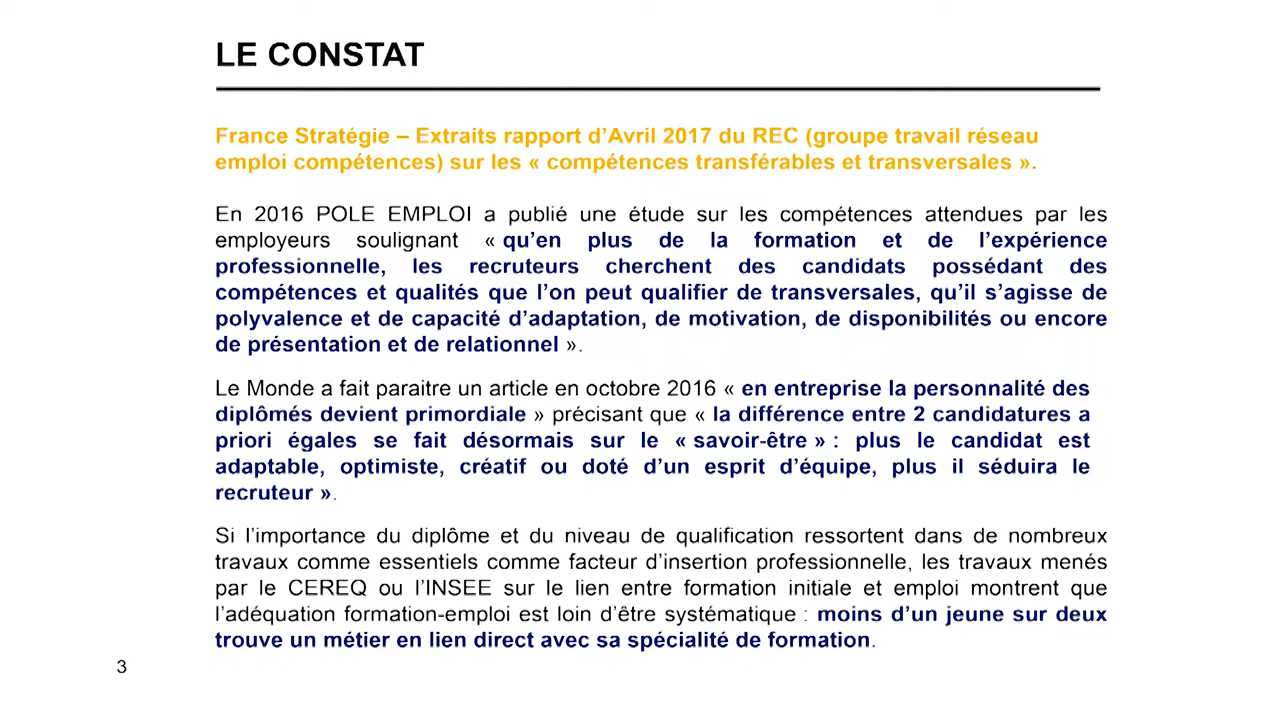 LE CONSTAT
France Stratégie – Extraits rapport d’Avril 2017 du REC (groupe travail réseau
emploi compétences) sur les « compétences transférables et transversales ».
En 2016 POLE EMPLOI a publié une étude sur les compétences attendues par les
employeurs soulignant « qu’en plus de la formation et de l’expérience
professionnelle, les recruteurs cherchent des candidats possédant des
compétences et qualités que l’on peut qualifier de transversales, qu’il s’agisse de
polyvalence et de capacité d’adaptation, de motivation, de disponibilités ou encore
de présentation et de relationnel ».
Le Monde a fait paraitre un article en octobre 2016 « en entreprise la personnalité des
diplômés devient primordiale » précisant que « la différence entre 2 candidatures a
priori égales se fait désormais sur le « savoir-être » : plus le candidat est
adaptable, optimiste, créatif ou doté d’un esprit d’équipe, plus il séduira le
recruteur ».
Si l’importance du diplôme et du niveau de qualification ressortent dans de nombreux
travaux comme essentiels comme facteur d’insertion professionnelle, les travaux menés
par le CEREQ ou l’INSEE sur le lien entre formation initiale et emploi montrent que
l’adéquation formation-emploi est loin d’être systématique : moins d’un jeune sur deux
trouve un métier en lien direct avec sa spécialité de formation.
3